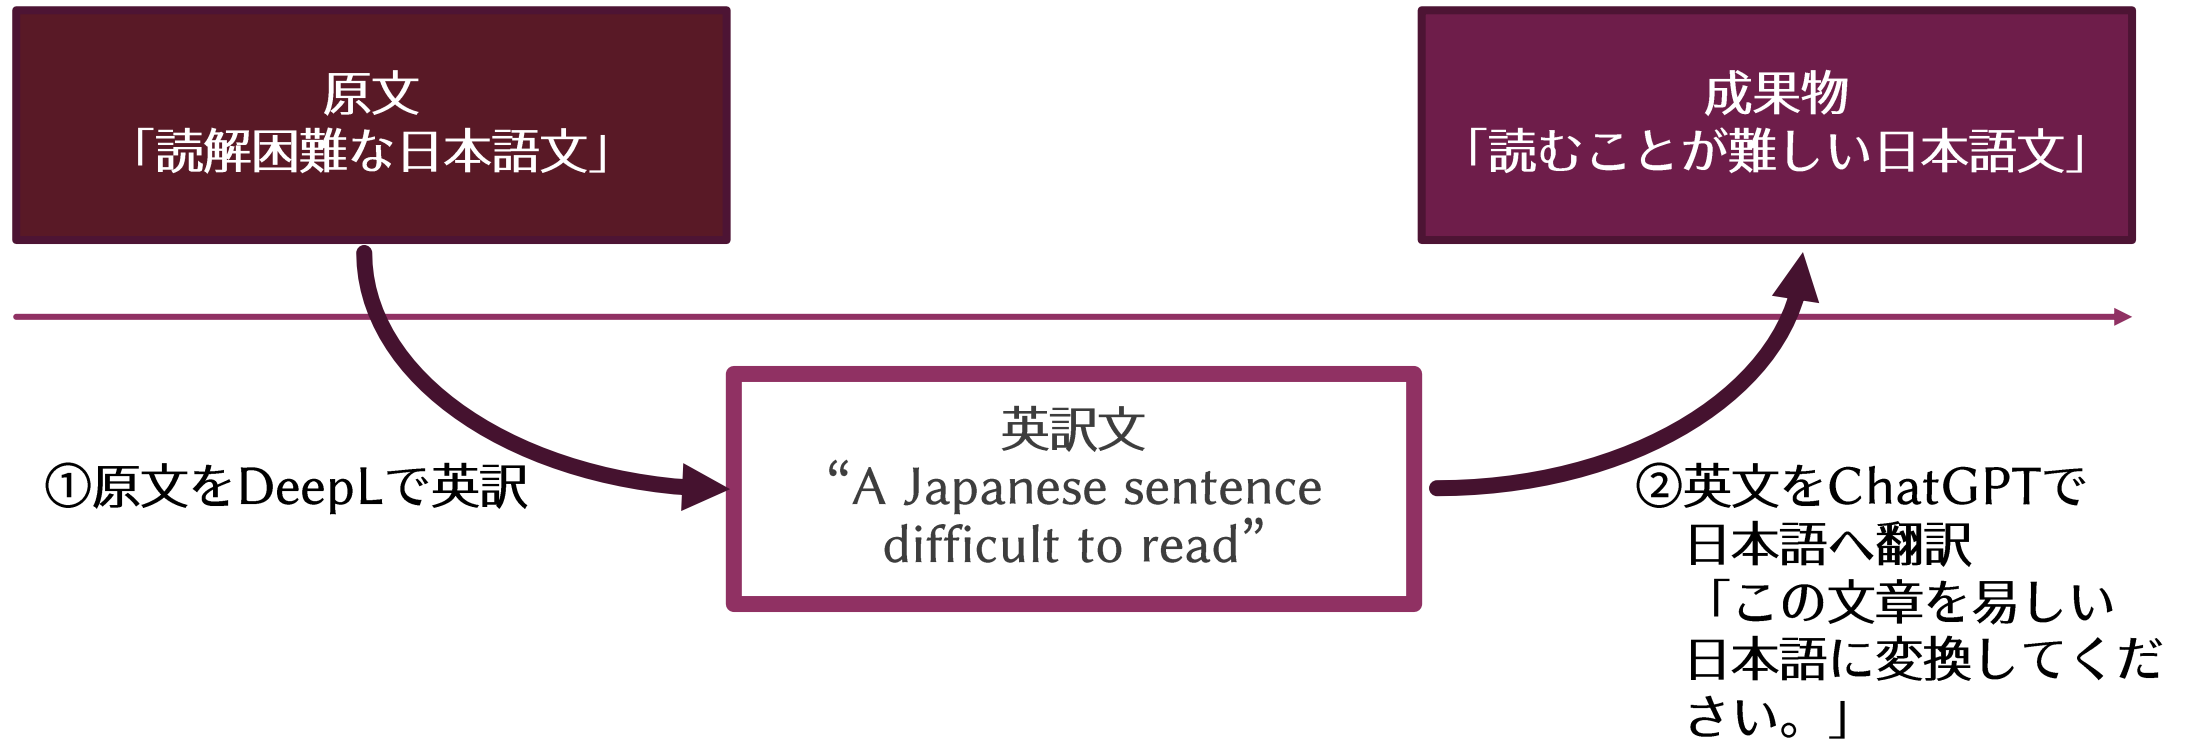 原文
「読解困難な日本語文」
成果物
「読むことが難しい日本語文」
①原文をDeepLで英訳
英訳文
“A Japanese sentence
difficult to read”
②英文をChatGPTで
日本語へ翻訳
「この文章を易しい
日本語に変換してくだ
さい。」